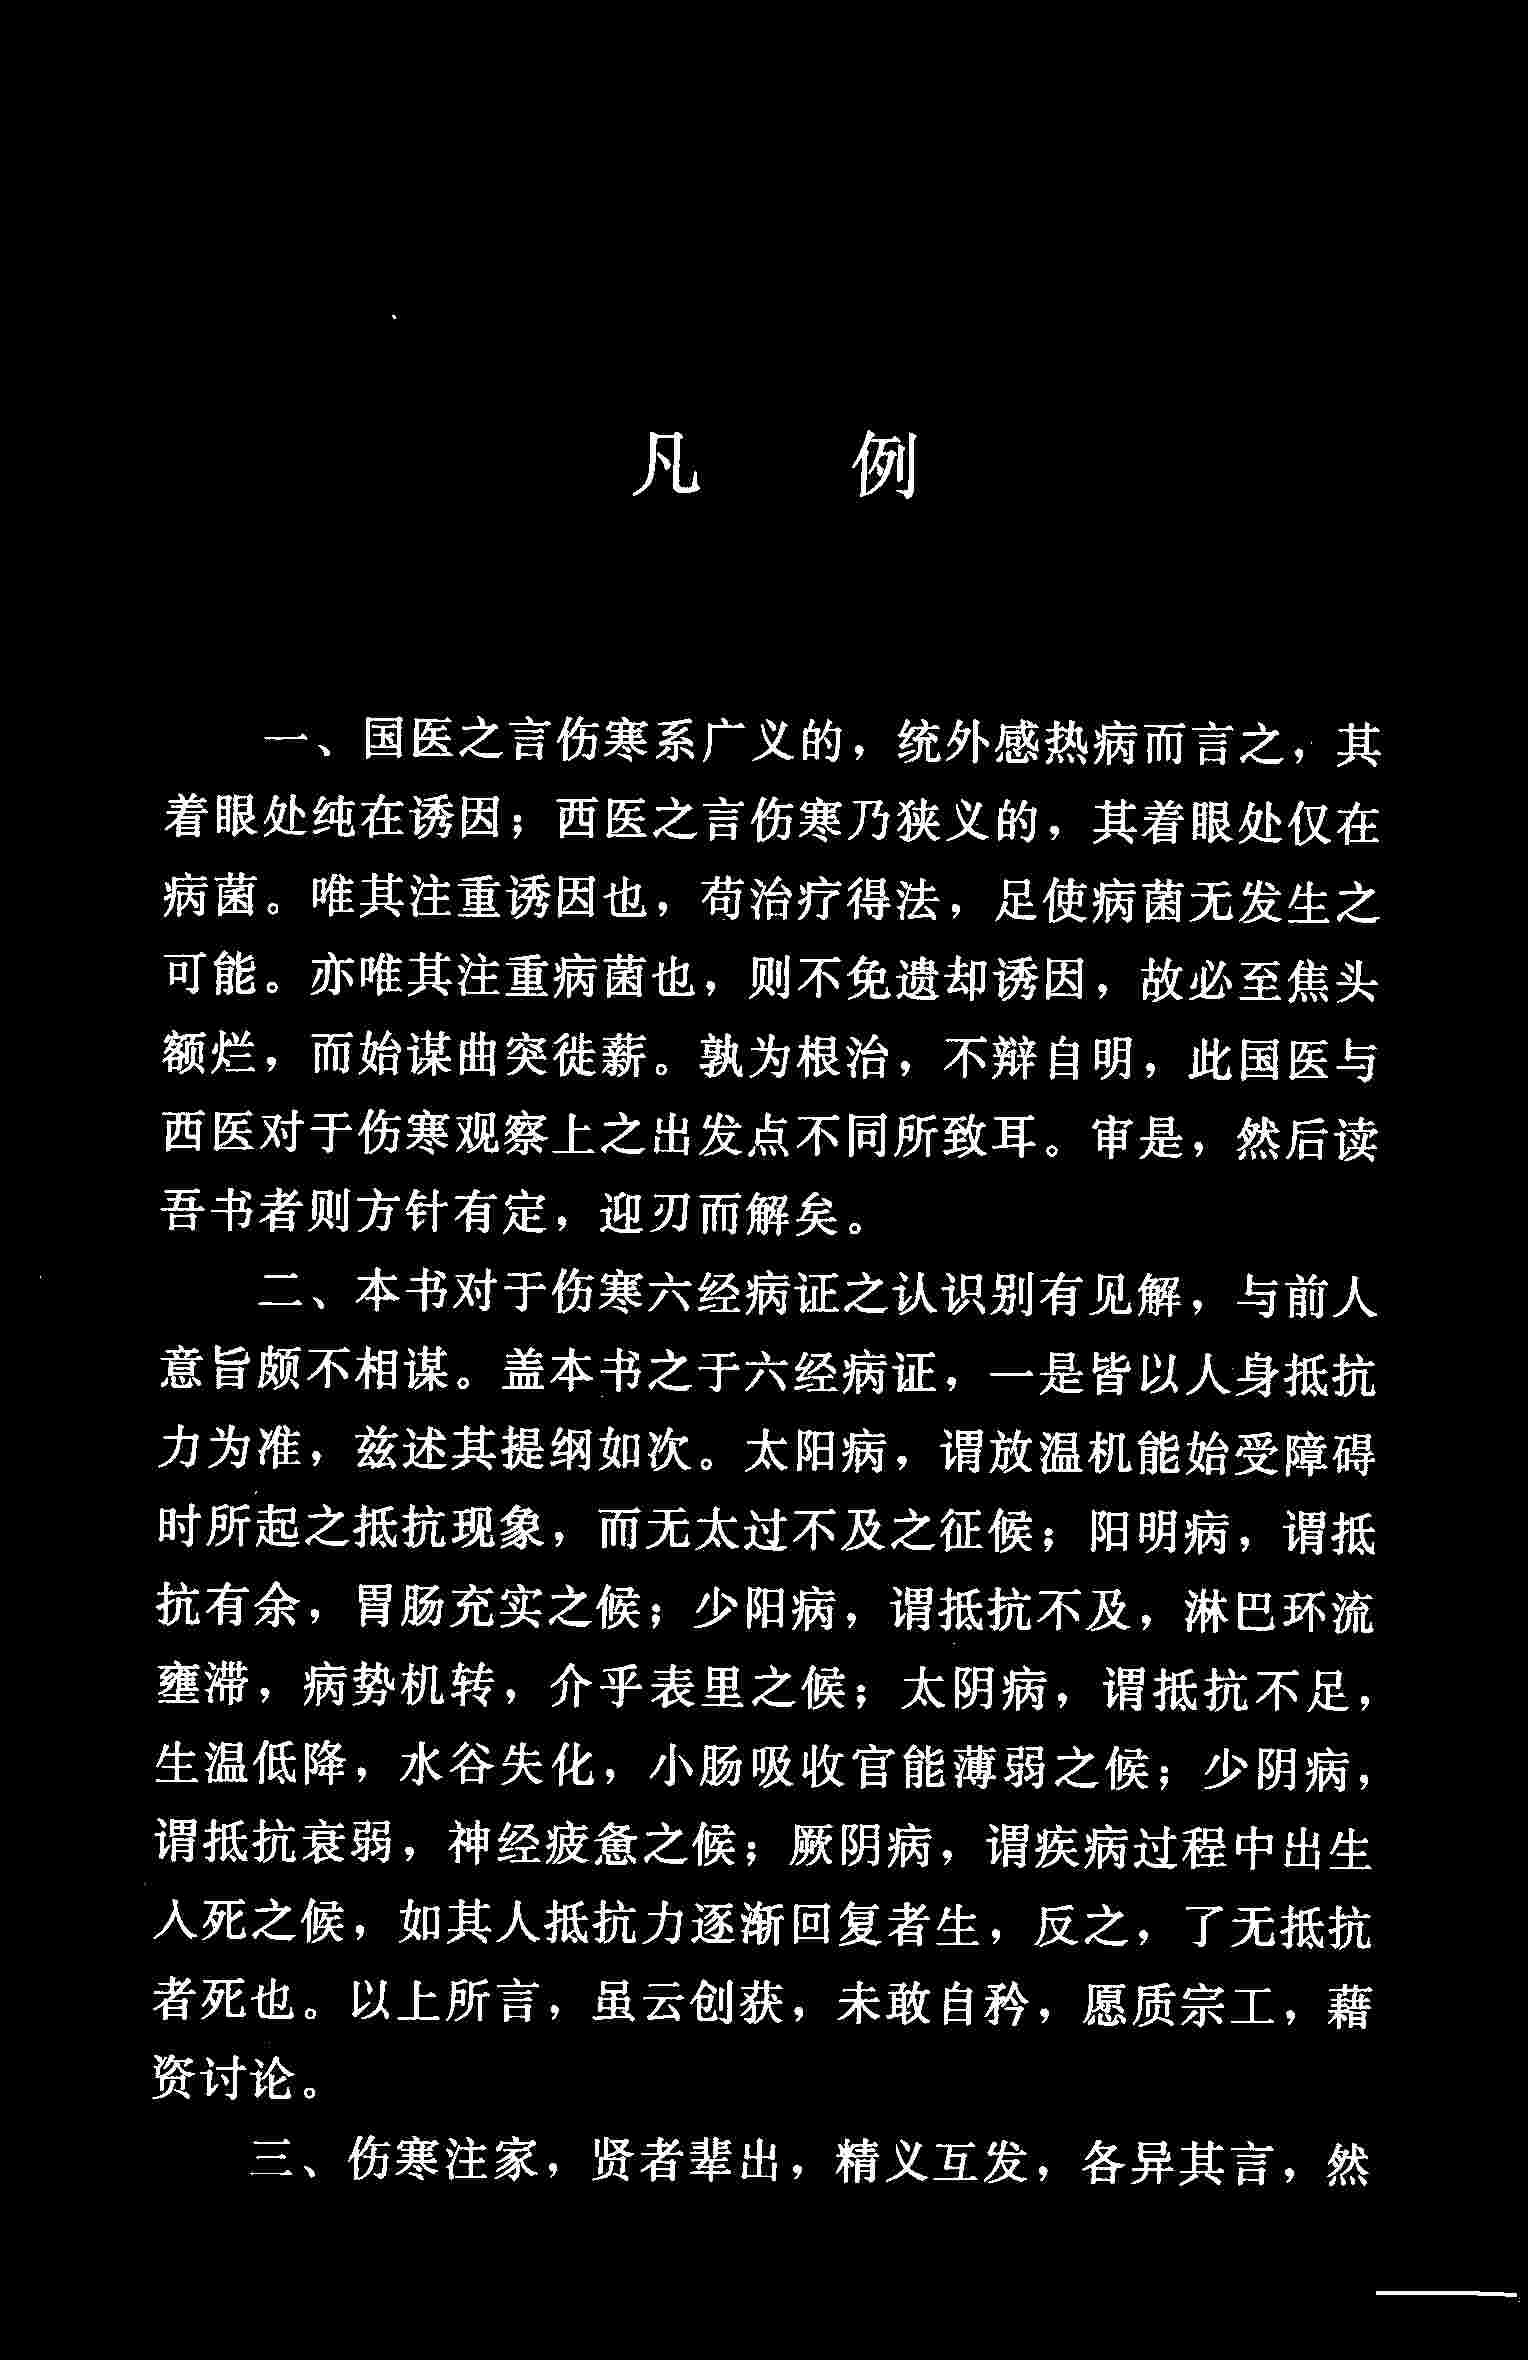 凡 例
一、国医之言伤寒系广义的，统外感热病而言之，其
着眼处纯在诱因；西医之言伤寒乃狭义的，其着眼处仅在
病菌。唯其注重诱因也，苟治疗得法，足使病菌无发生之
可能。亦唯其注重病菌也，则不免遗却诱因，故必至焦头
额烂，而始谋曲突徙薪。孰为根治，不辩自明，此国医与
西医对于伤寒观察上之出发点不同所致耳。审是，然后读
吾书者则方针有定，迎刃而解矣。
二、本书对于伤寒六经病证之认识别有见解，与前人
意旨颇不相谋。盖本书之于六经病证，一是皆以人身抵抗
力为准，兹述其提纲如次。太阳病，谓放温机能始受障碍
时所起之抵抗现象，而无太过不及之征候；阳明病，谓抵
抗有余，胃肠充实之候；少阳病，谓抵抗不及，淋巴环流
壅滞，病势机转，介乎表里之候；太阴病，谓抵抗不足，
生温低降，水谷失化，小肠吸收官能薄弱之候；少阴病，
谓抵抗衰弱，神经疲惫之候；厥阴病，谓疾病过程中出生
入死之候，如其人抵抗力逐渐回复者生，反之，了无抵抗
者死也。以上所言，虽云创获，未敢自矜，愿质宗工，藉
资讨论。
三、伤寒注家，贤者辈出，精义互发，各异其言，然